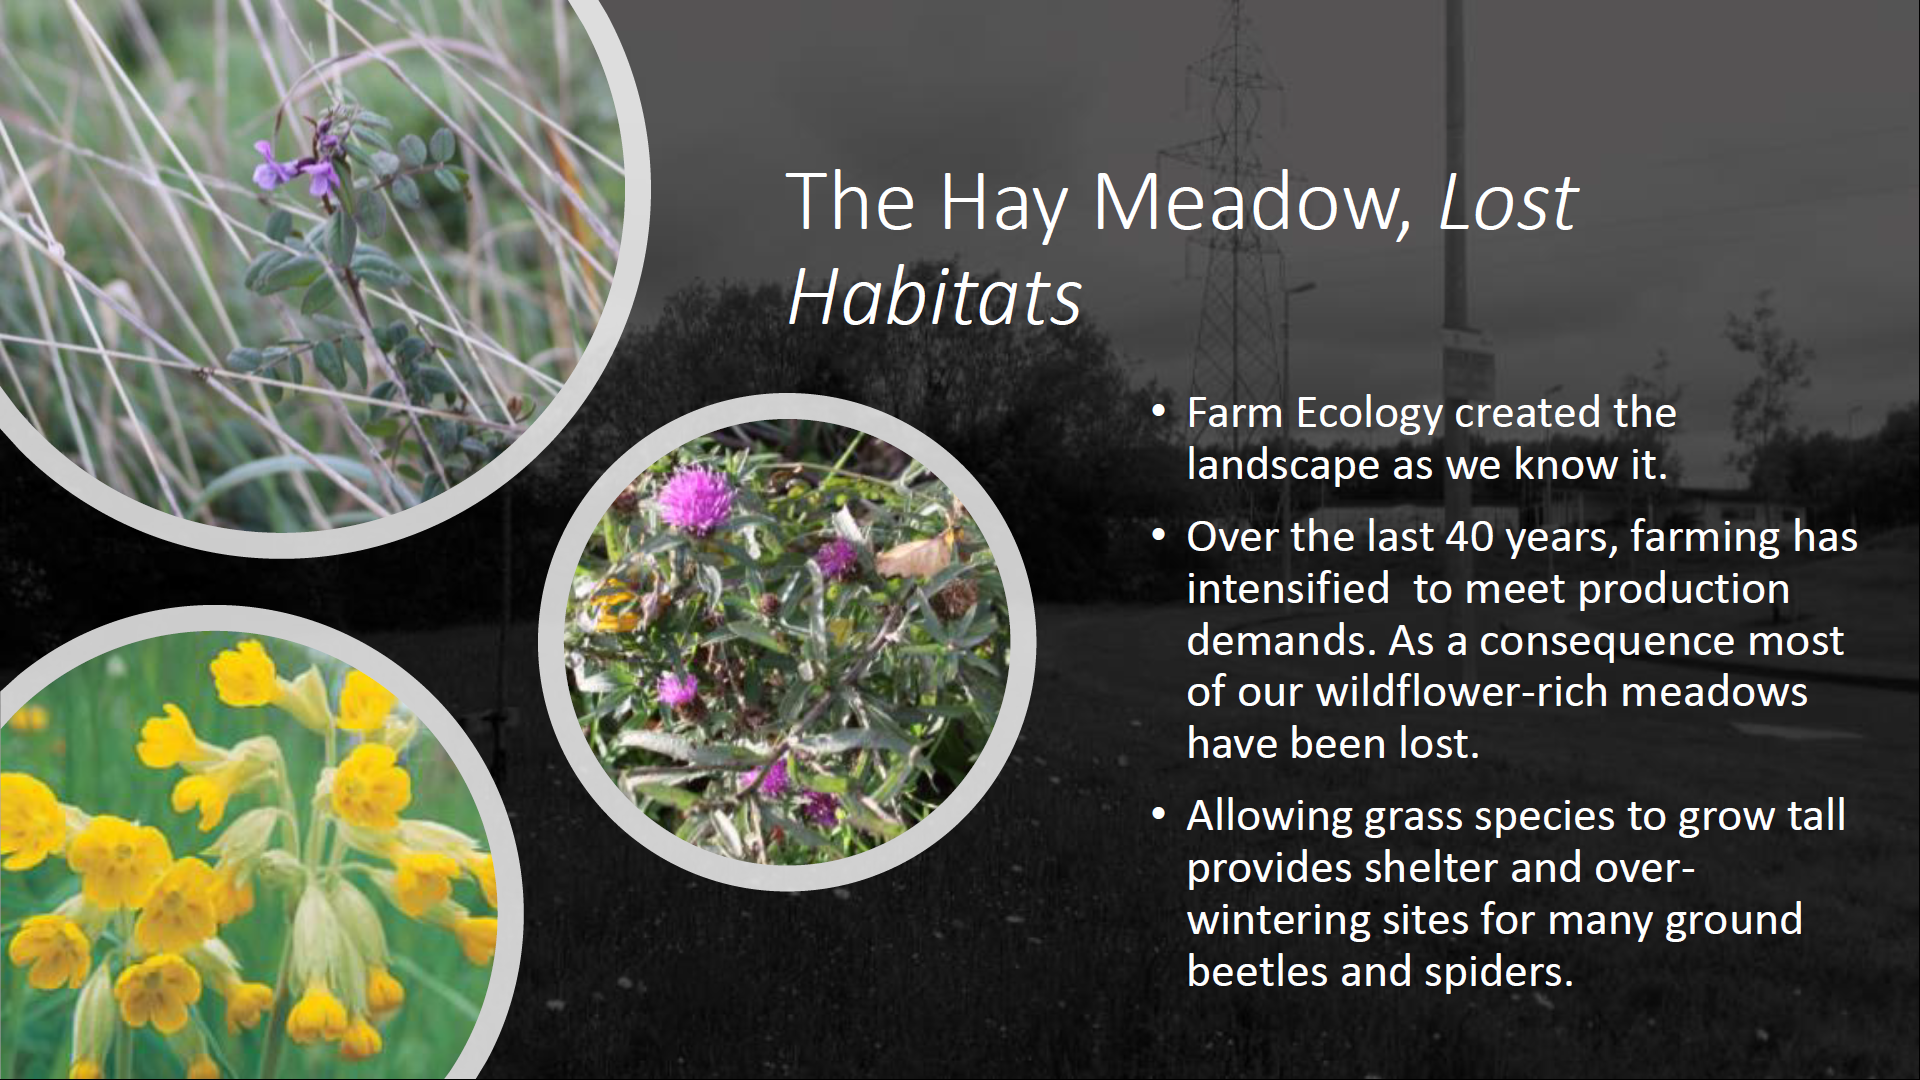 The Hay Meadow, Lost
Habitats
• Farm Ecology created the
landscape as we know it.
• Over the last 40 years, farming has
intensified  to meet production
demands. As a consequence most
of our wildflower-rich meadows
have been lost.
• Allowing grass species to grow tall
provides shelter and over-
wintering sites for many ground
beetles and spiders.